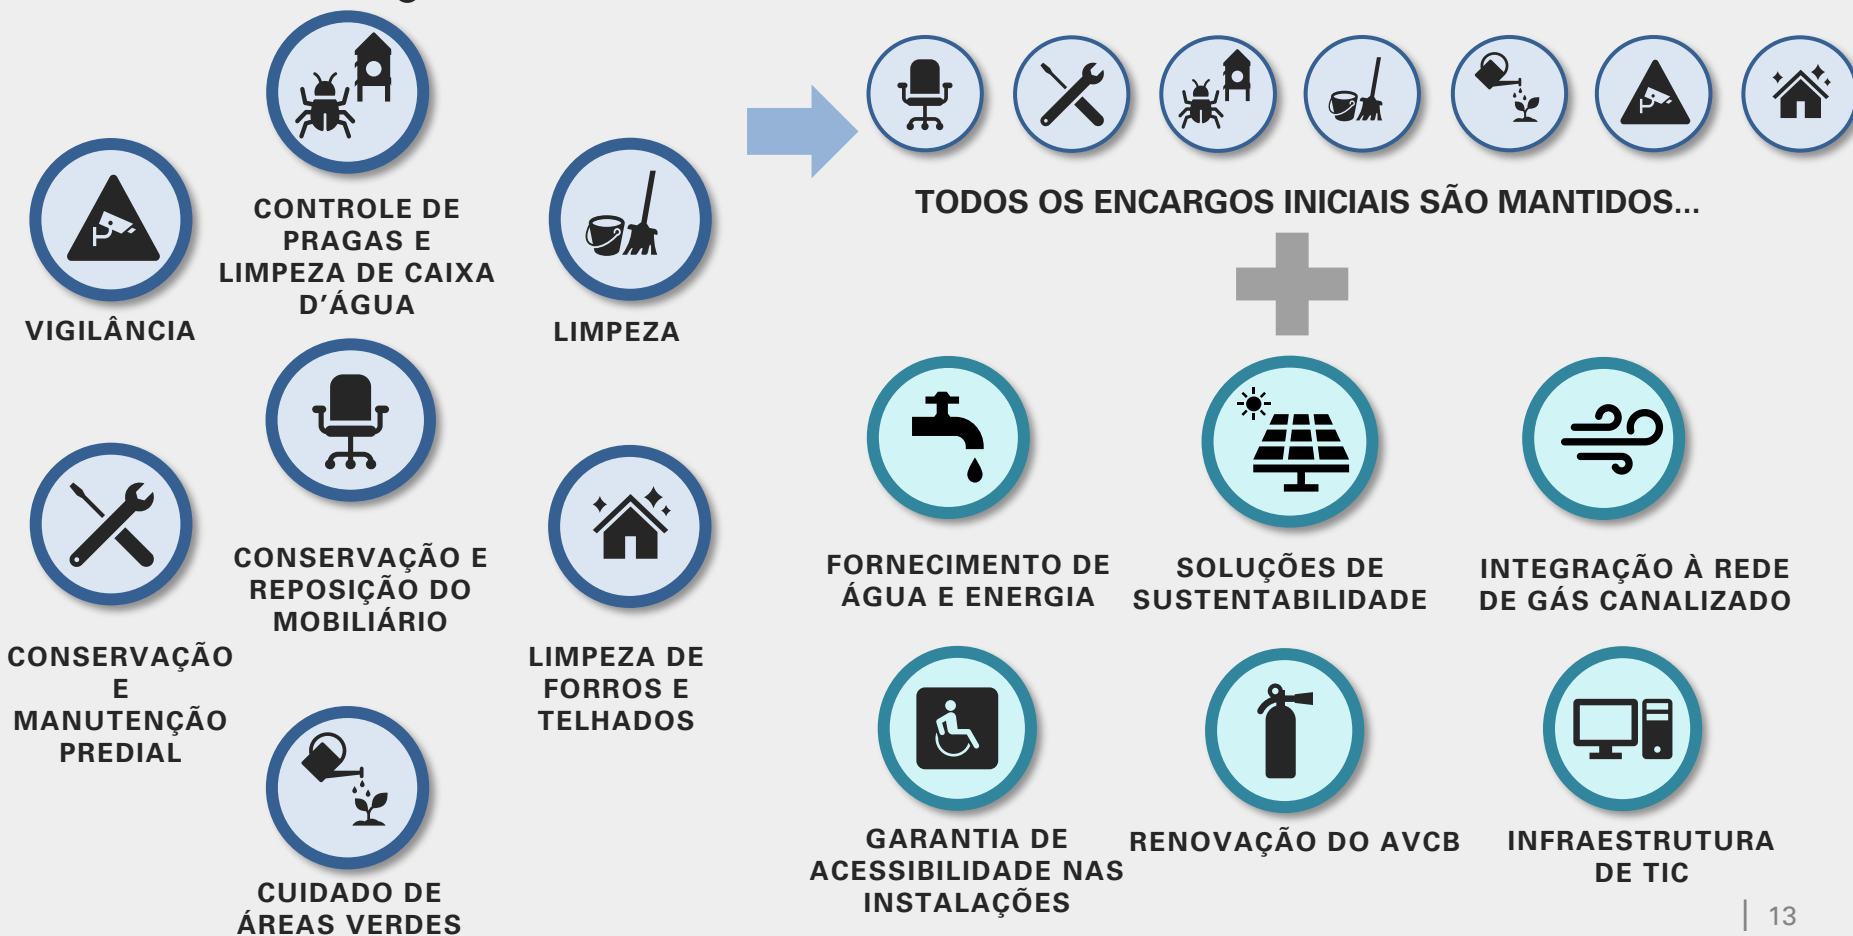 CONTROLE DE
PRAGAS E
LIMPEZA DE CAIXA
D'ÁGUA
VIGILÂNCIA
LIMPEZA
CONSERVAÇÃO E
REPOSIÇÃO DO
MOBILIÁRIO
CONSERVAÇÃO
E
MANUTENÇÃO
PREDIAL
LIMPEZA DE
FORROS E
TELHADOS
CUIDADO DE
ÁREAS VERDES
TODOS OS ENCARGOS INICIAIS SÃO MANTIDOS...
FORNECIMENTO DE
ÁGUA E ENERGIA
SOLUÇÕES DE
SUSTENTABILIDADE
INTEGRAÇÃO À REDE
DE GÁS CANALIZADO
GARANTIA DE
ACESSIBILIDADE NAS
INSTALAÇÕES
RENOVAÇÃO DO AVCB
INFRAESTRUTURA
DE TIC
13